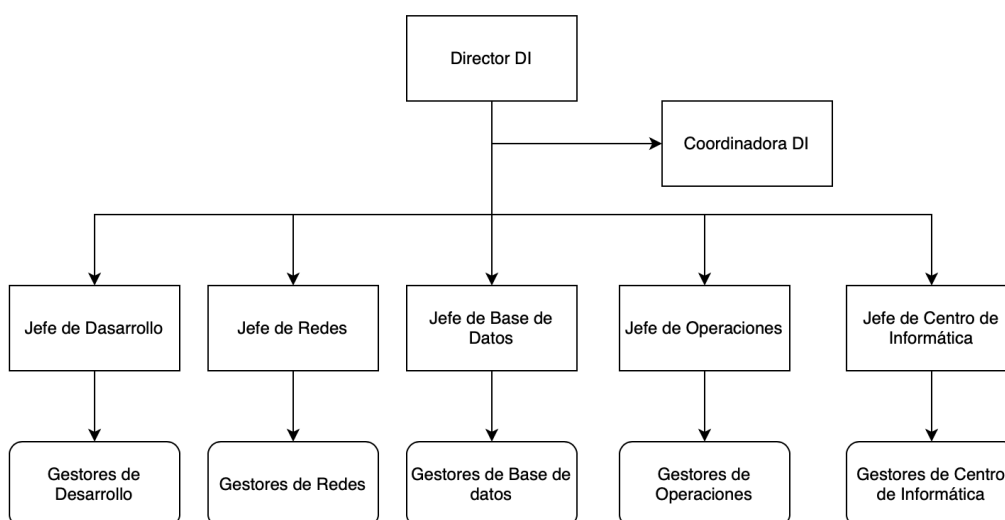 Director DI
Coordinadora DI
Jefe de Dasarrollo
Jefe de Redes
Jefe de Base de
Datos
Jefe de Operaciones
Jefe de Centro de
Informática
Gestores de
Desarrollo
Gestores de Redes
Gestores de Base de
datos
Gestores de
Operaciones
Gestores de Centro
de Informática